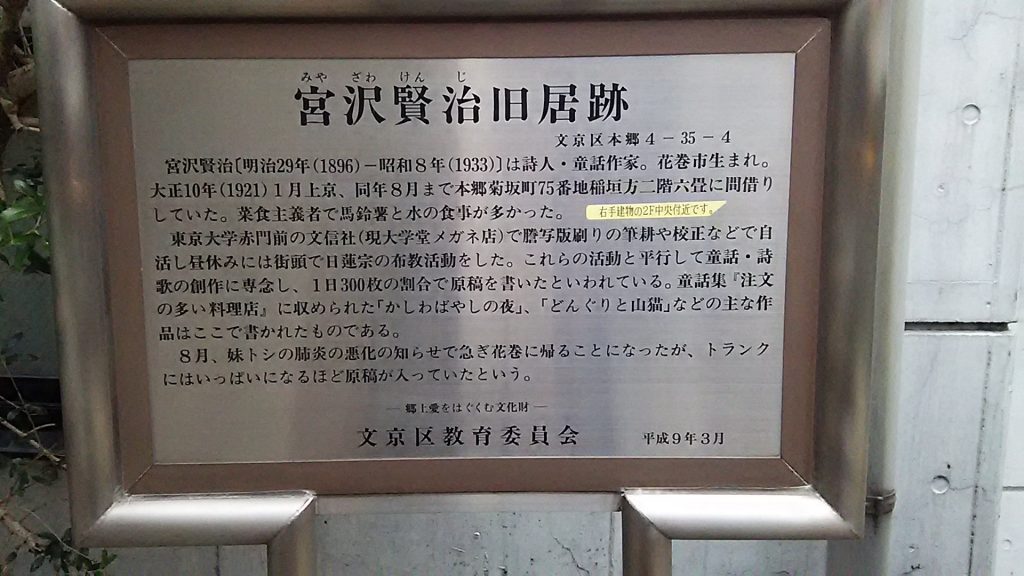 みやざわけんじ
宮沢賢治旧居跡
文京区本郷4-35-4
宮沢賢治〔明治29年(1896)-昭和8年(1933)〕は詩人・童話作家。花巻市生まれ。
大正10年(1921)1月上京、同年8月まで本郷菊坂町75番地稲垣方二階六畳に間借り
していた。菜食主義者で馬鈴薯と水の食事が多かった。 右手建物の2F中央付近です。
東京大学赤門前の文信社(現大学堂メガネ店)で謄写版刷りの筆耕や校正などで自
活し昼休みには街頭で日蓮宗の布教活動をした。これらの活動と平行して童話・詩
歌の創作に専念し、1日300枚の割合で原稿を書いたといわれている。童話集『注文
の多い料理店』に収められた「かしわばやしの夜」、「どんぐりと山猫」などの主な作
品はここで書かれたものである。
8月、妹トシの肺炎の悪化の知らせで急ぎ花巻に帰ることになったが、トランク
にはいっぱいになるほど原稿が入っていたという。
―郷土愛をはぐくむ文化財―
文京区教育委員会 平成9年3月